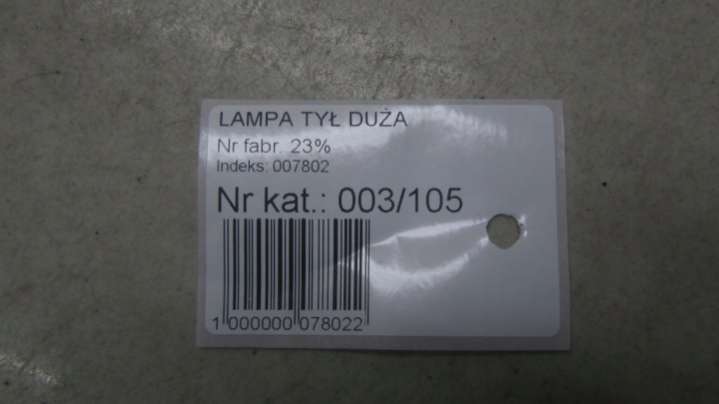 LAMPA TYŁ DUŻA
Nr fabr. 23%
Indeks: 007802
Nr kat.: 003/105
1 000000 078022